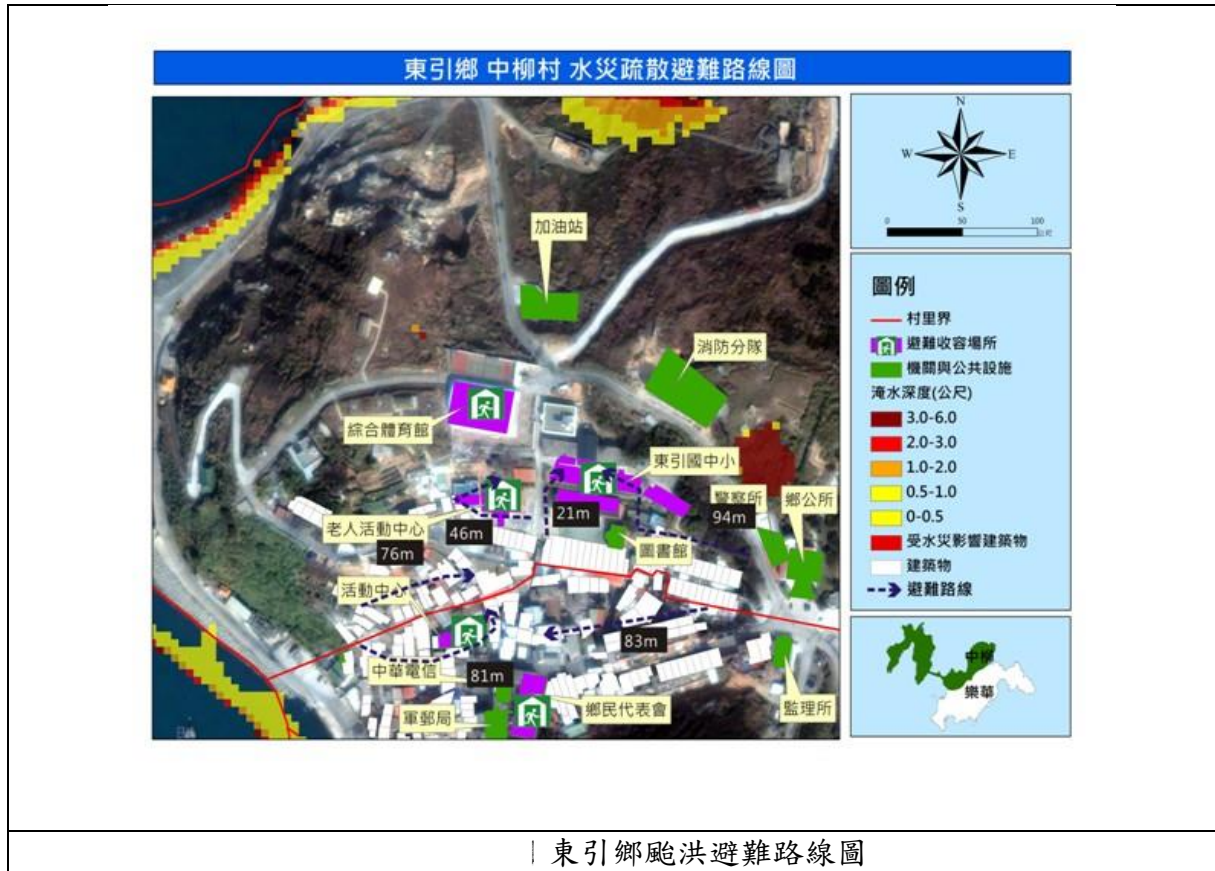 東引鄉 中柳村 水災疏散避難路線圖
N
W
E
S
0
50
100
公尺
加油站
消防分隊
綜合體育館
東引國中小
警察所
鄉公所
21m
94m
老人活動中心
46m
圖書館
76m
活動中心
83m
中華電信
81m
軍郵局
鄉民代表會
監理所
圖例
村里界
避難收容場所
機關與公共設施
淹水深度(公尺)
3.0-6.0
2.0-3.0
1.0-2.0
0.5-1.0
0-0.5
受水災影響建築物
建築物
避難路線
中柳
樂華
東引鄉颱洪避難路線圖